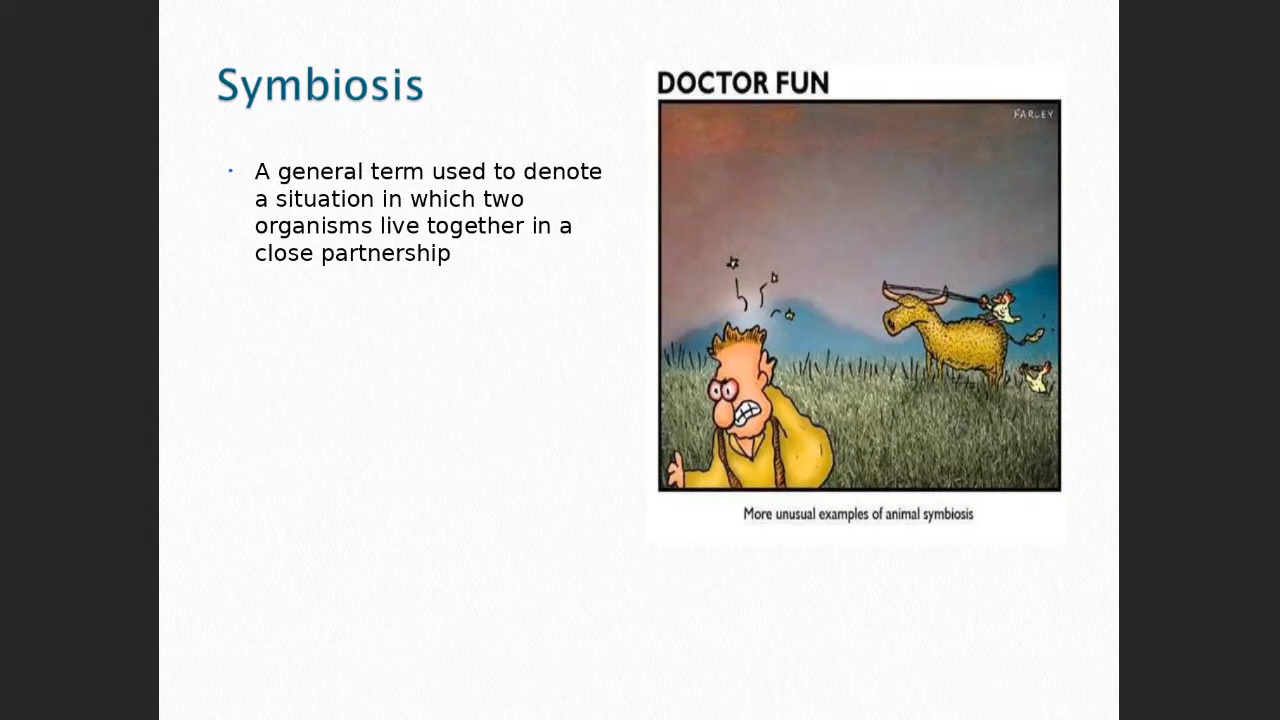 Symbiosis
A general term used to denote
a situation in which two
organisms live together in a
close partnership
DOCTOR FUN
FARLEY
More unusual examples of animal symbiosis